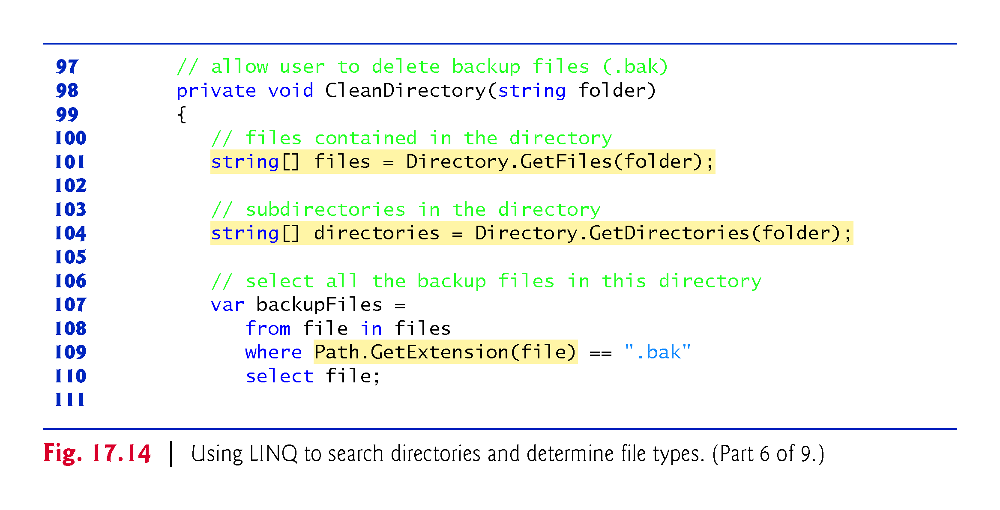 97 // allow user to delete backup files (.bak)
98 private void CleanDirectory(string folder)
99 {
100 // files contained in the directory
101 string[] files = Directory.GetFiles(folder);
102
103 // subdirectories in the directory
104 string[] directories = Directory.GetDirectories(folder);
105
106 // select all the backup files in this directory
107 var backupFiles =
108 from file in files
109 where Path.GetExtension(file) == ".bak"
110 select file;
111
Fig. 17.14 | Using LINQ to search directories and determine file types. (Part 6 of 9.)